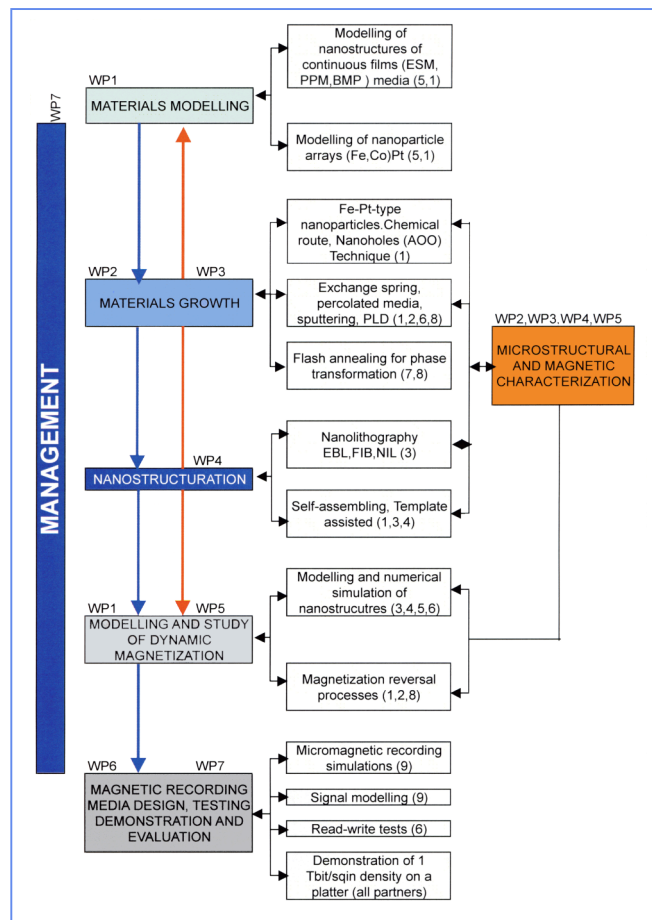 Modelling of
nanostructures of
continuous films (ESM,
PPM,BMP ) media (5,1)
WP1
MATERIALS MODELLING
WP7
Modelling of nanoparticle
arrays (Fe,Co)Pt (5,1)
Fe-Pt-type
nanoparticles.Chemical
route, Nanoholes (AOO)
Technique (1)
WP2
WP3
MATERIALS GROWTH
Exchange spring,
percolated media,
sputtering, PLD (1,2,6,8)
Flash annealing for phase
transformation (7,8)
WP2,WP3,WP4,WP5
MICROSTRUCTURAL
AND MAGNETIC
CHARACTERIZATION
MANAGEMENT
Nanolithography
EBL,FIB,NIL (3)
WP4
NANOSTRUCTURATION
Self-assembling, Template
assisted (1,3,4)
Modelling and numerical
simulation of
nanostrucutres (3,4,5,6)
WP1
WP5
MODELLING AND STUDY
OF DYNAMIC
MAGNETIZATION
Magnetization reversal
processes (1,2,8)
WP6
WP7
MAGNETIC RECORDING
MEDIA DESIGN, TESTING
DEMONSTRATION AND
EVALUATION
Micromagnetic recording
simulations (9)
Signal modelling (9)
Read-write tests (6)
Demonstration of 1
Tbit/sqin density on a
platter (all partners)